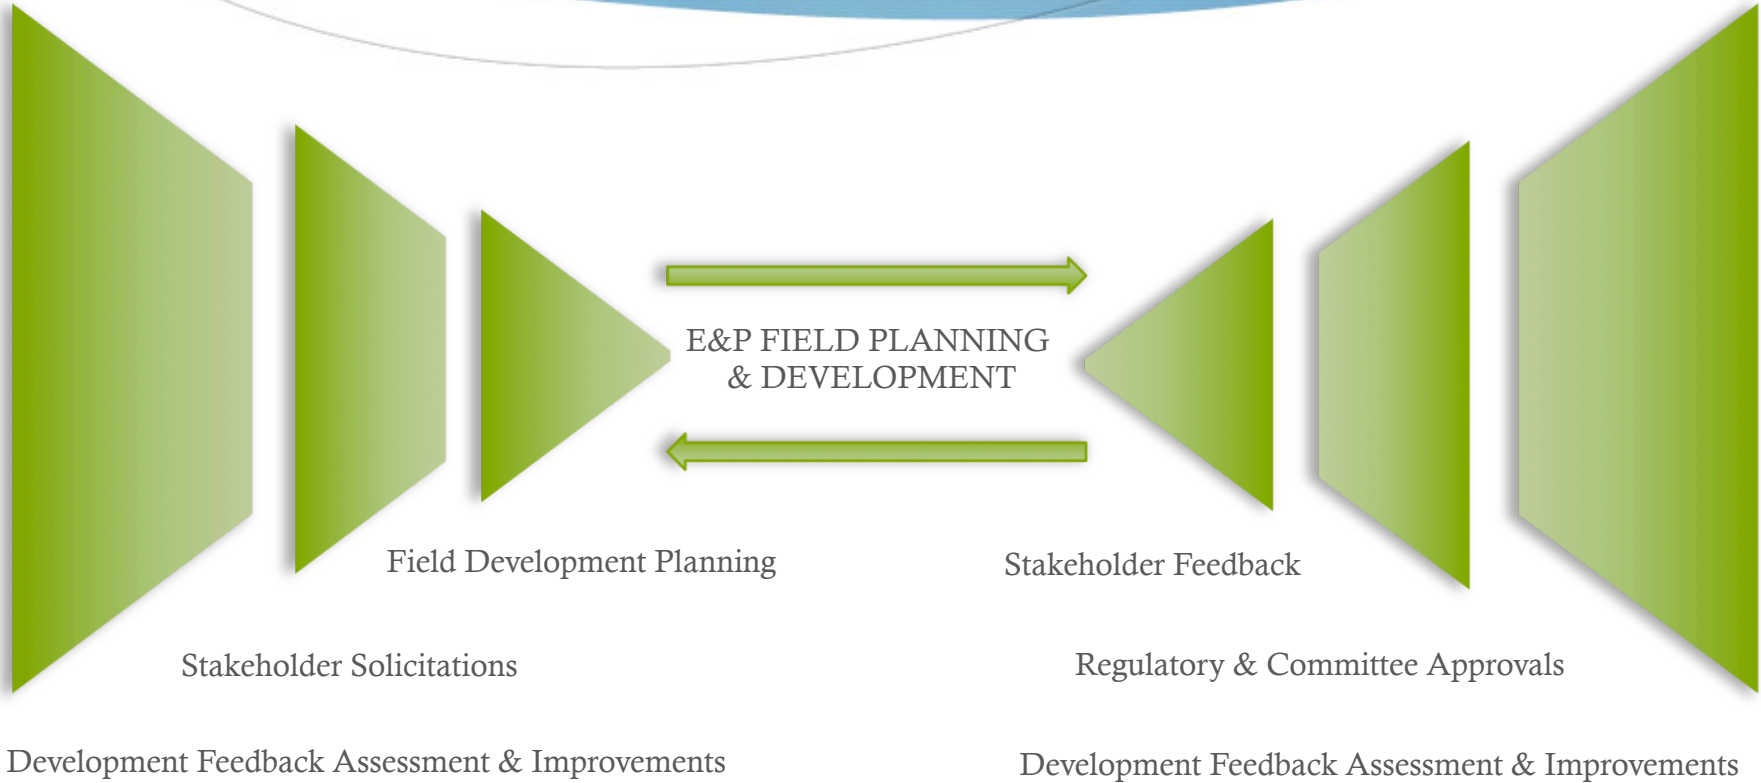 E&P FIELD PLANNING
& DEVELOPMENT
Field Development Planning
Stakeholder Feedback
Stakeholder Solicitations
Regulatory & Committee Approvals
Development Feedback Assessment & Improvements
Development Feedback Assessment & Improvements